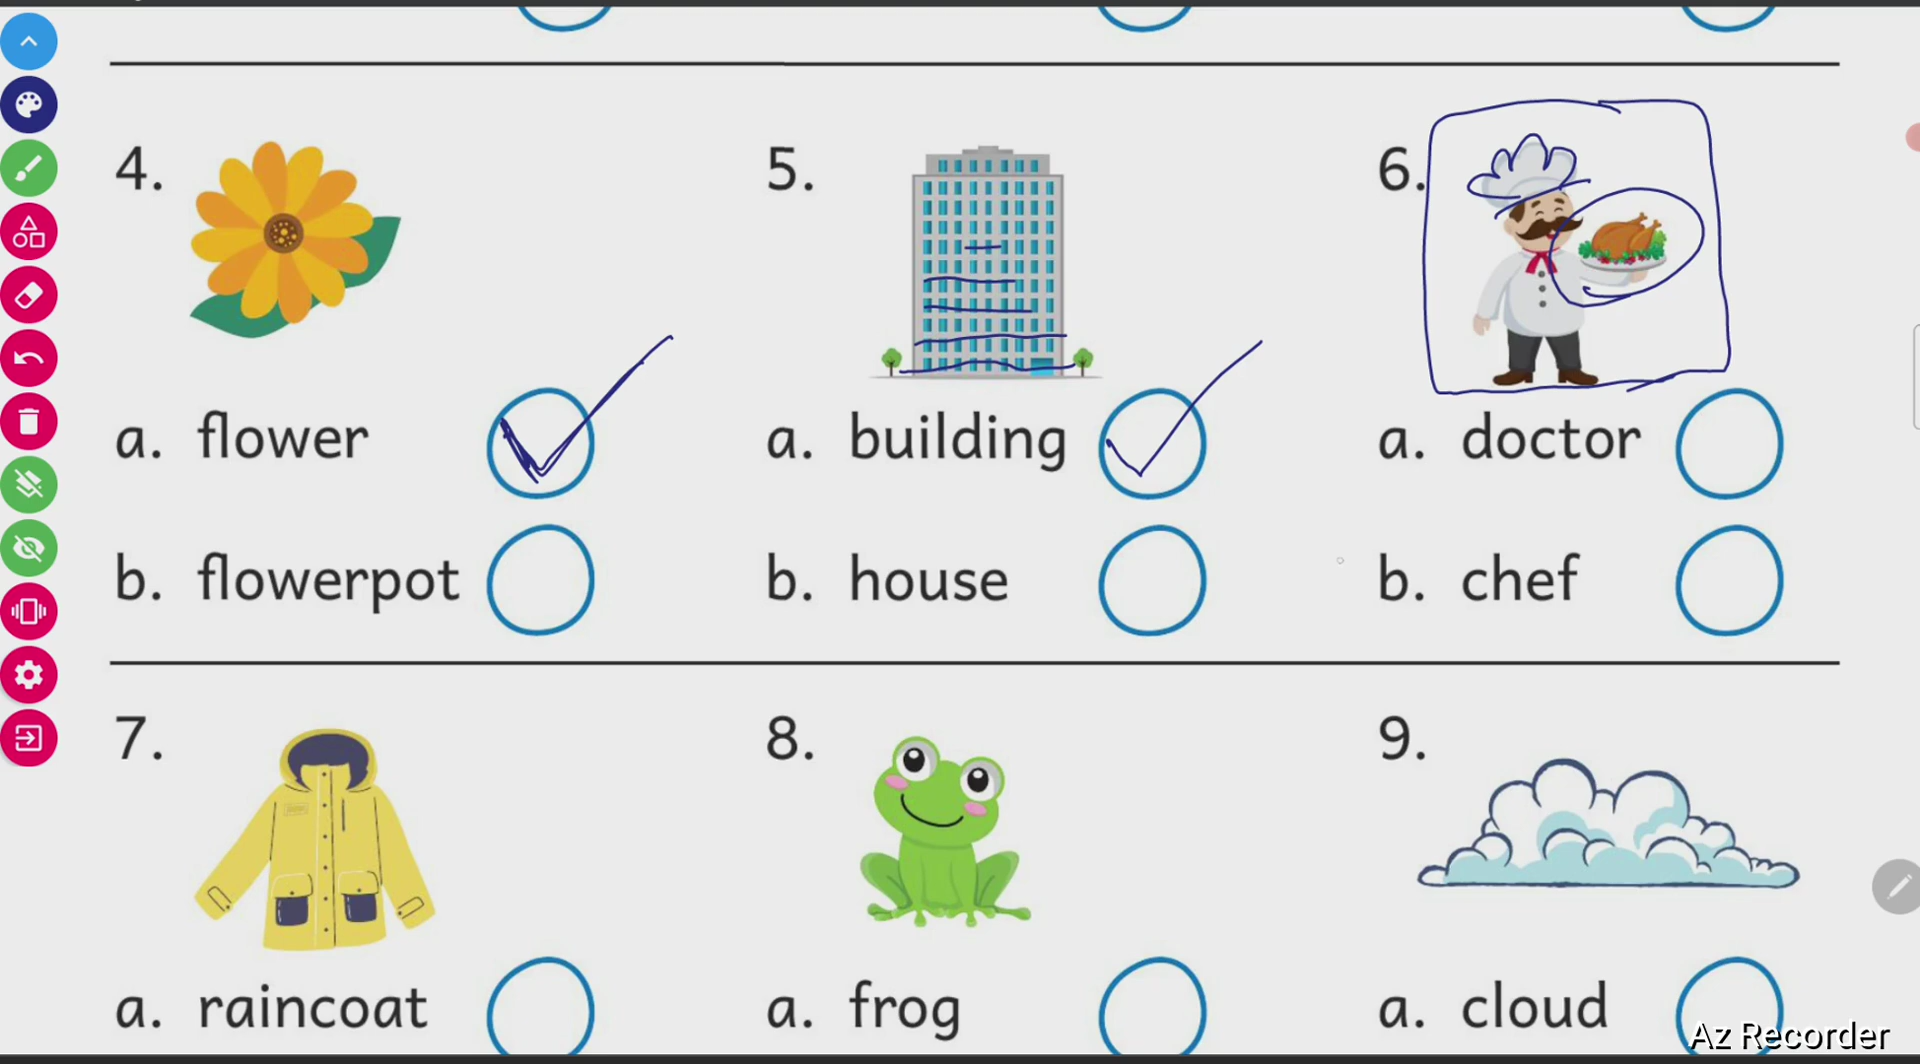 4.
5.
6.
a. flower
a. building
a. doctor
b. flowerpot
b. house
b. chef
7.
8.
9.
a. raincoat
a. frog
a. cloud
Az Recorder